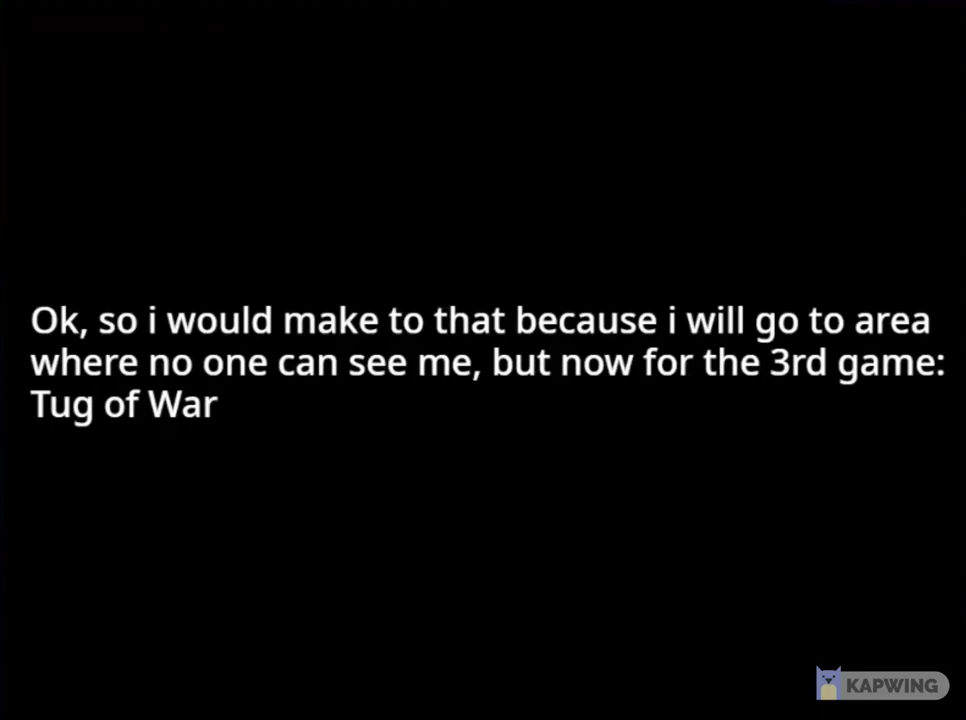 Ok, so i would make to that because i will go to area
where no one can see me, but now for the 3rd game:
Tug of War
KAPWING